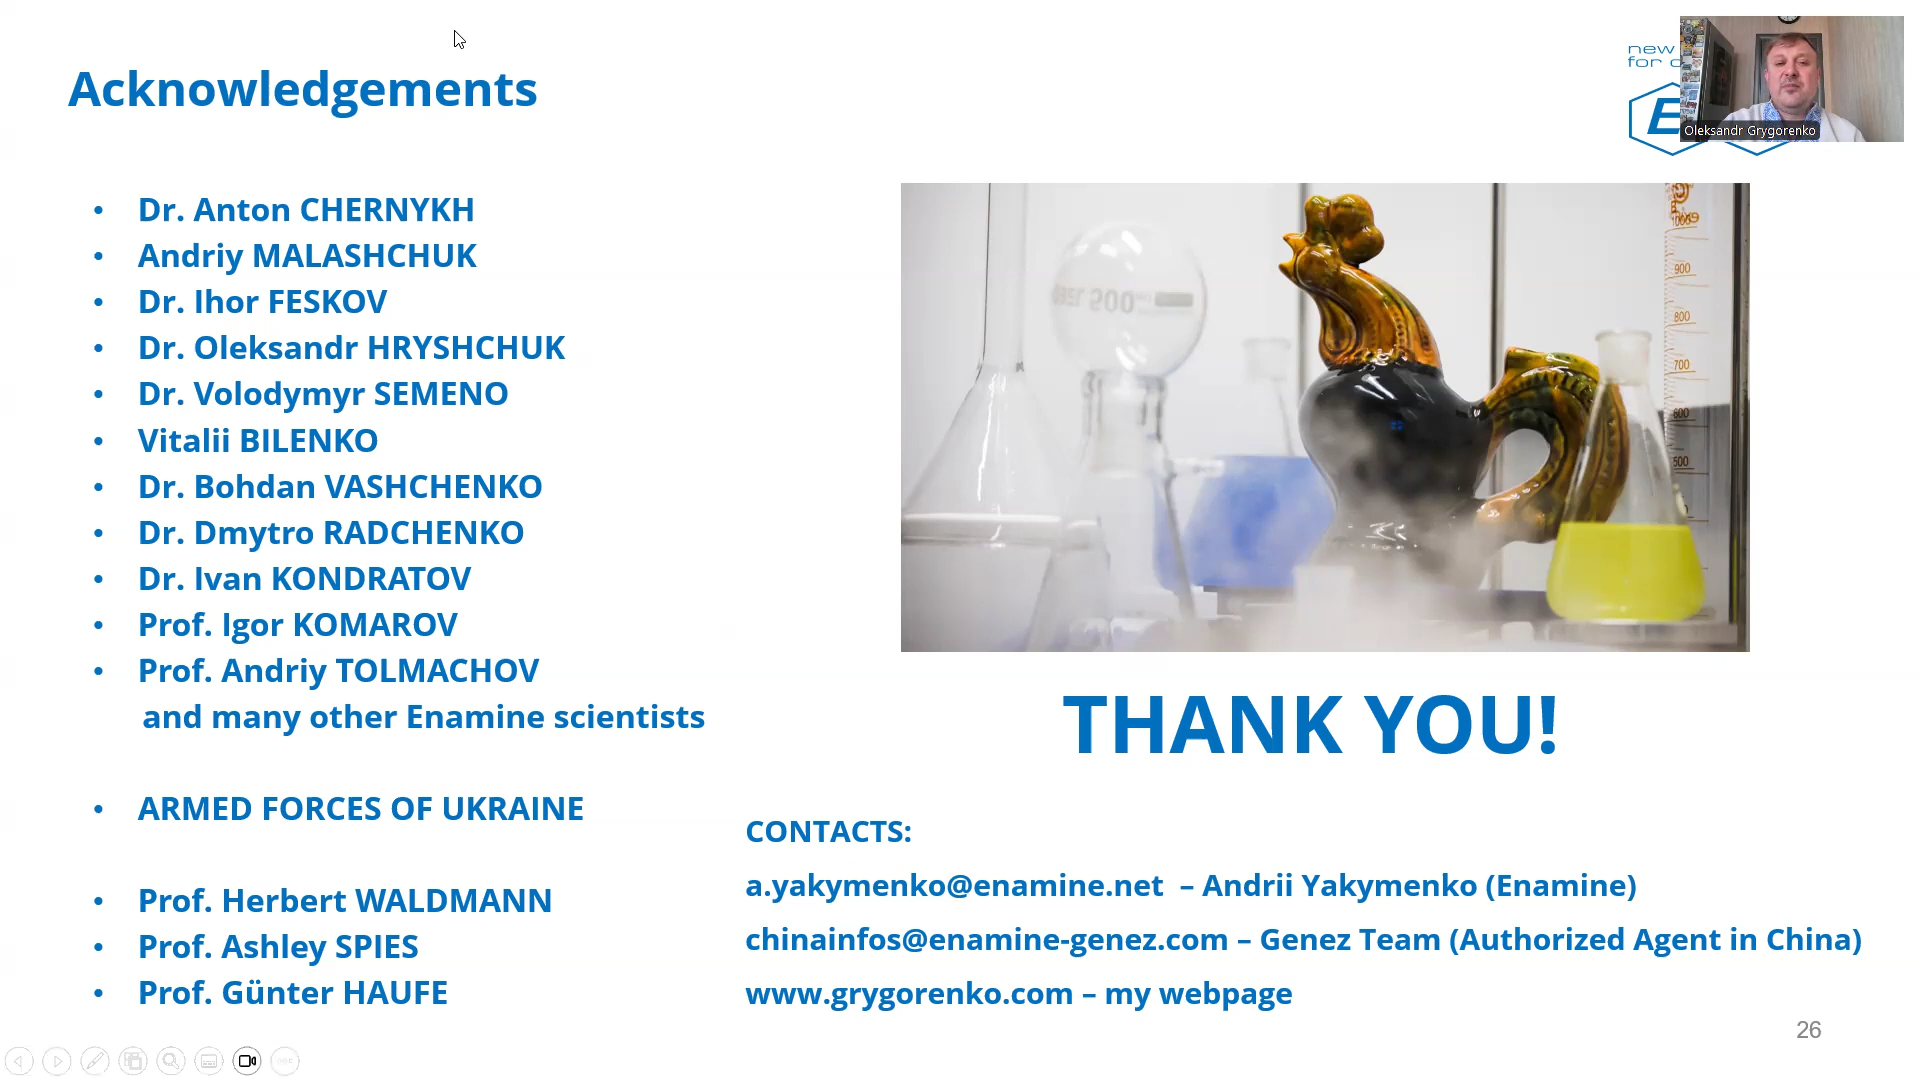 Acknowledgements
new
for
E
Oleksandr Grygorenko
• Dr. Anton CHERNYKH
• Andriy MALASHCHUK
• Dr. Ihor FESKOV
• Dr. Oleksandr HRYSHCHUK
• Dr. Volodymyr SEMENO
• Vitalii BILENKO
• Dr. Bohdan VASHCHENKO
• Dr. Dmytro RADCHENKO
• Dr. Ivan KONDRATOV
• Prof. Igor KOMAROV
• Prof. Andriy TOLMACHOV
and many other Enamine scientists
• ARMED FORCES OF UKRAINE
• Prof. Herbert WALDMANN
• Prof. Ashley SPIES
• Prof. Günter HAUFE
500
1000
900
800
700
600
500
THANK YOU!
CONTACTS:
a.yakymenko@enamine.net – Andrii Yakymenko (Enamine)
chinainfos@enamine-genez.com – Genez Team (Authorized Agent in China)
www.grygorenko.com – my webpage
26